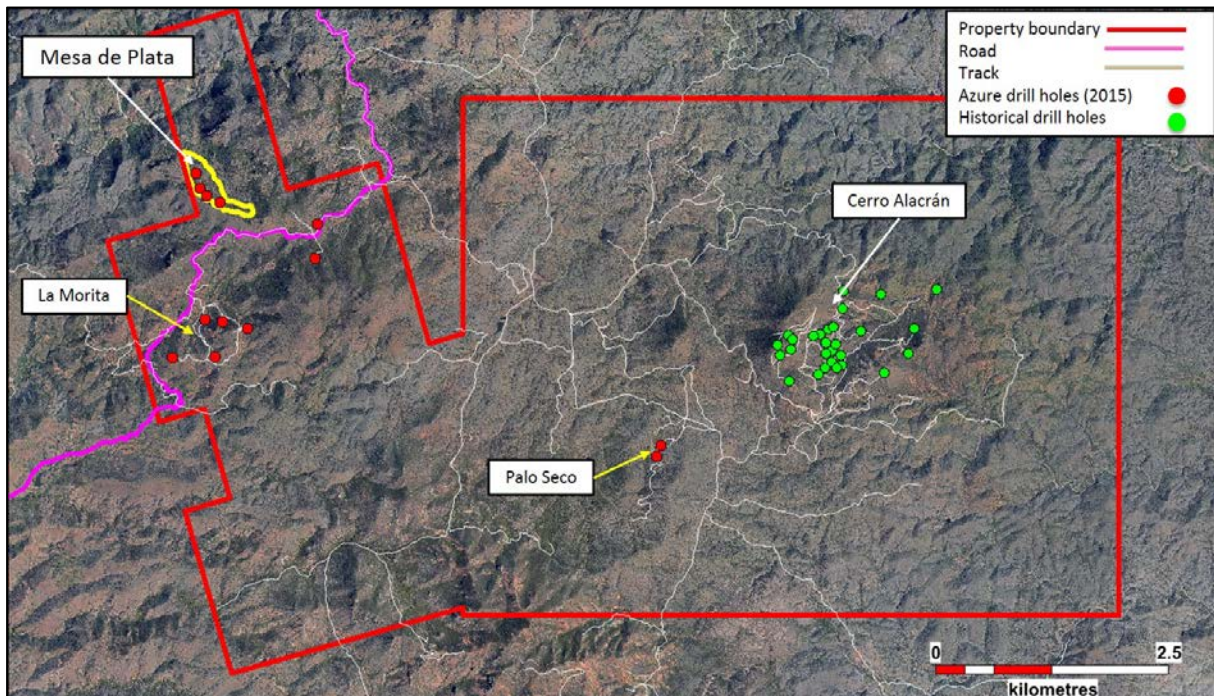 Mesa de Plata
Property boundary
Road
Track
Azure drill holes (2015)
Historical drill holes
Cerro Alacrán
La Morita
Palo Seco
0 2.5
kilometres